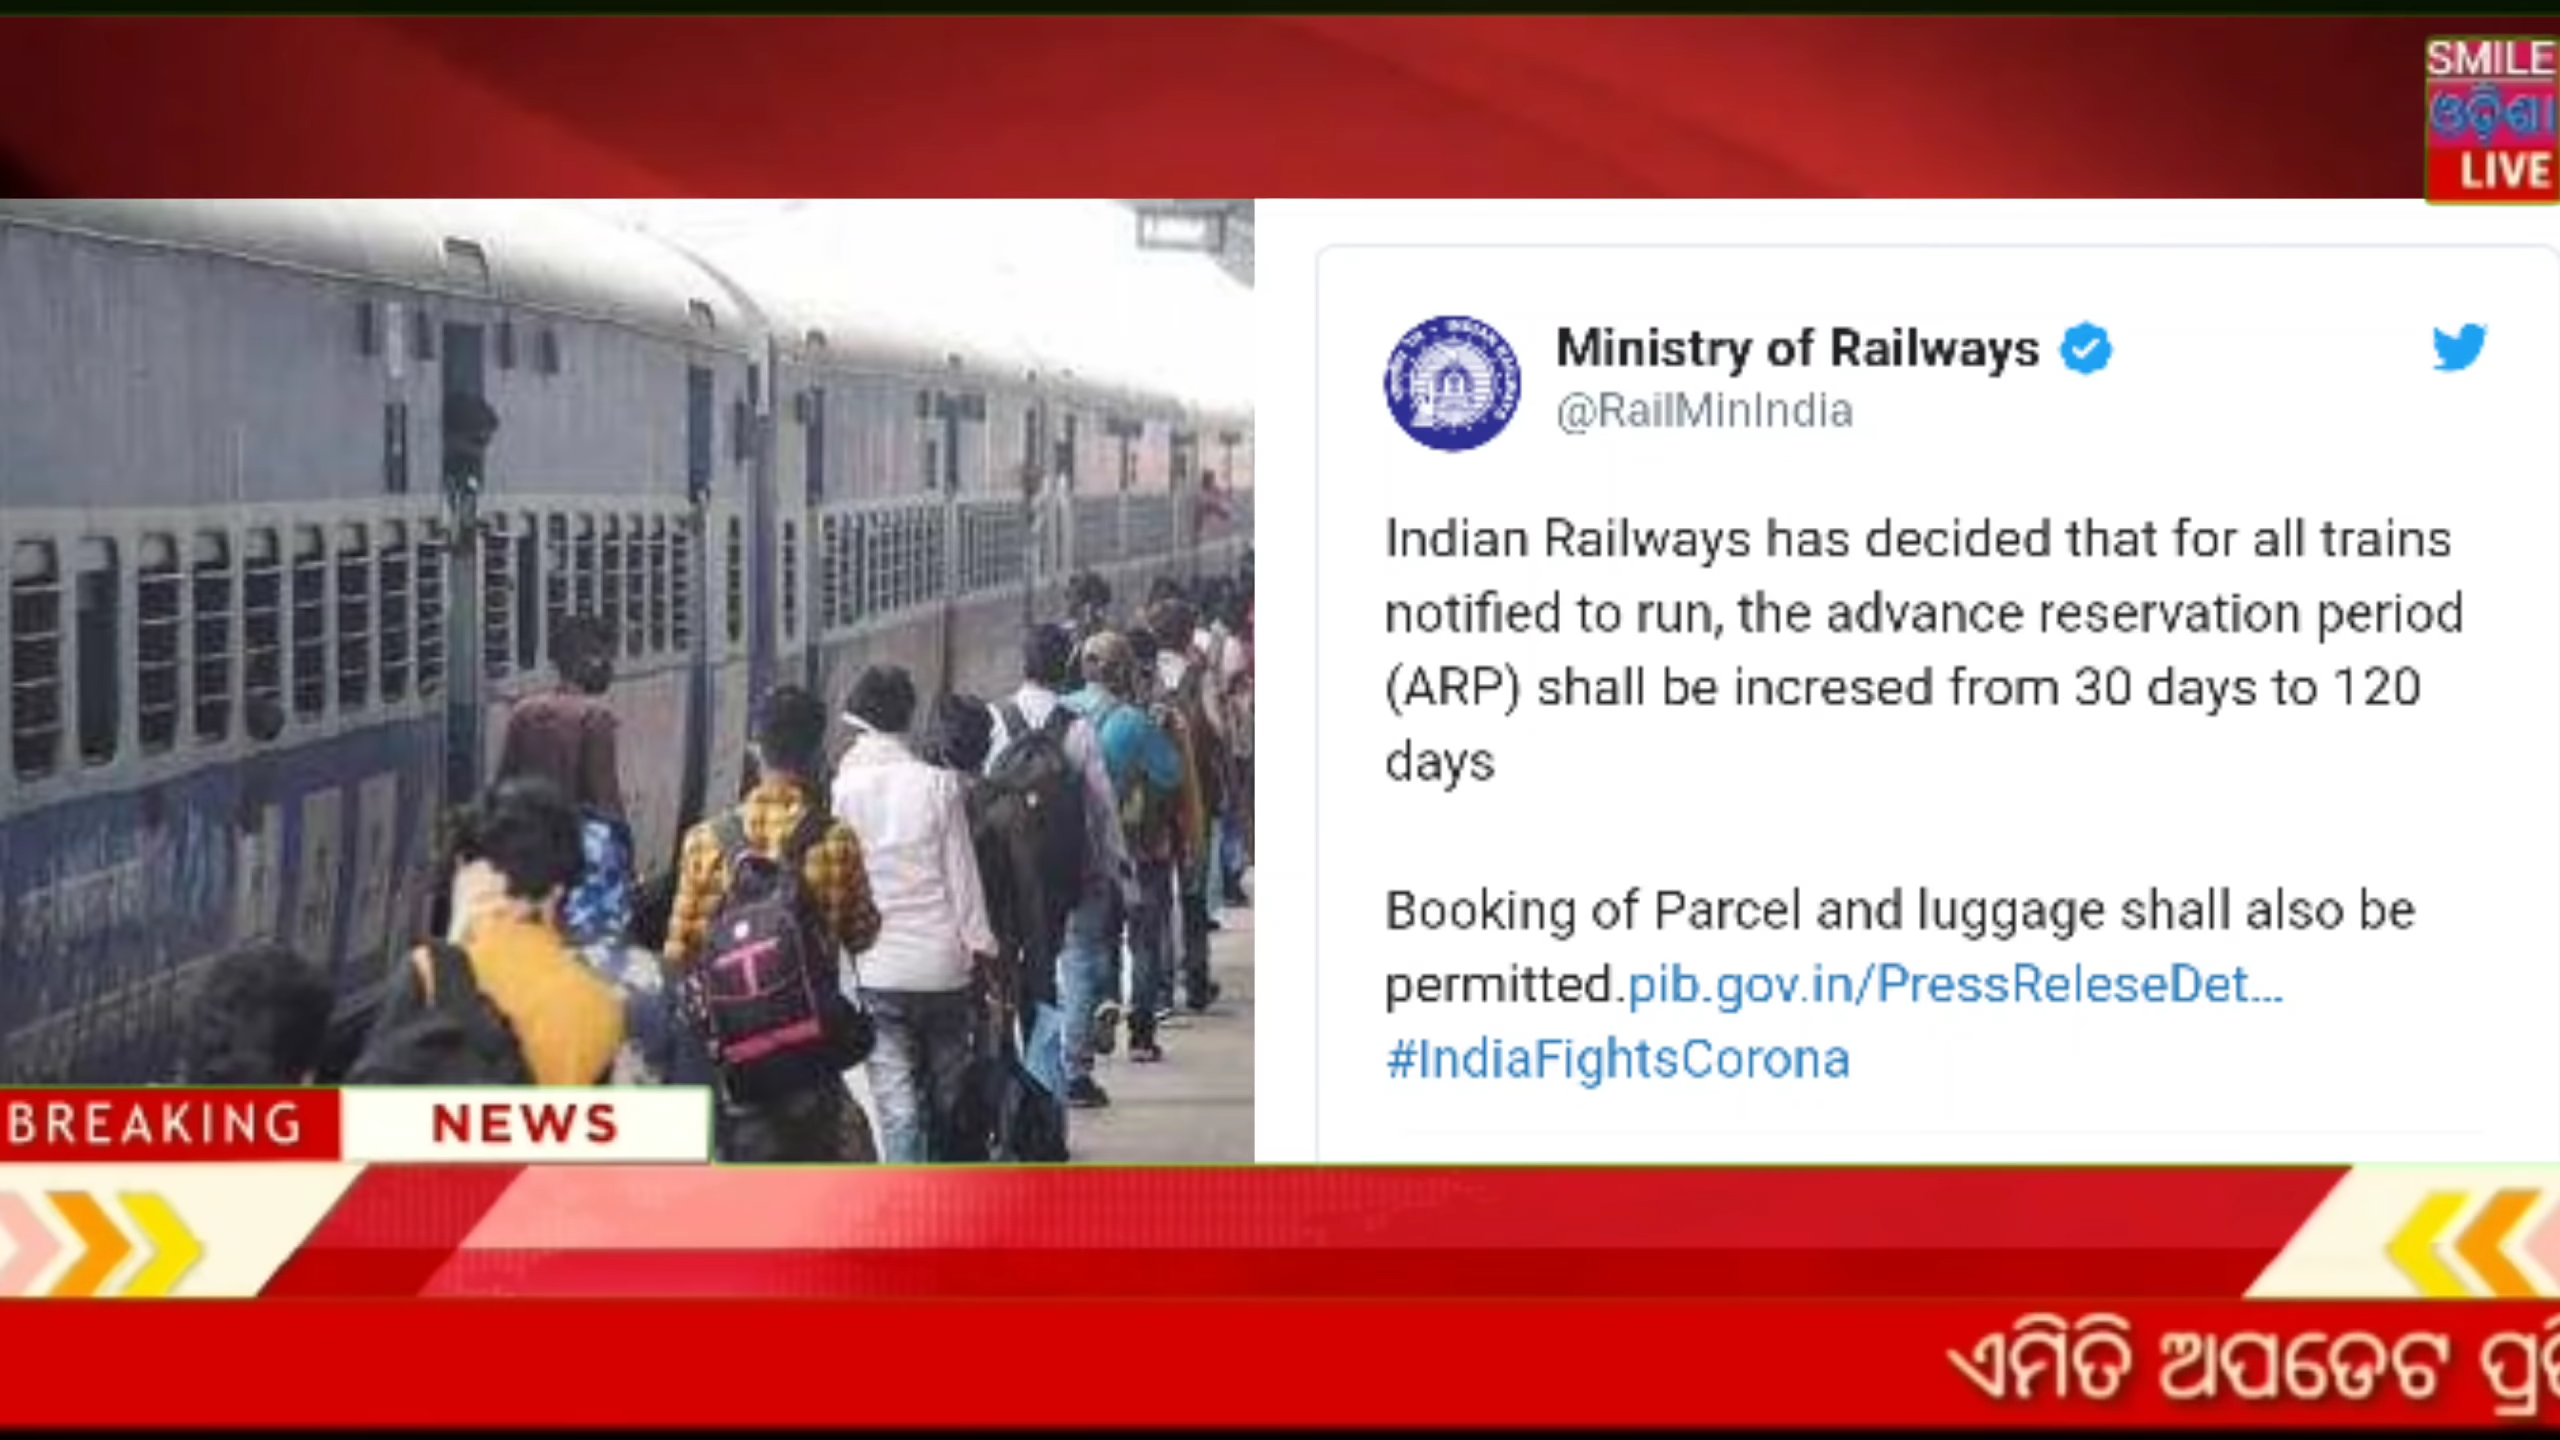 SMILE
ଓଡ଼ିଶା
LIVE
Ministry of Railways
@RailMinIndia
Indian Railways has decided that for all trains
notified to run, the advance reservation period
(ARP) shall be incresed from 30 days to 120
days
Booking of Parcel and luggage shall also be
permitted.pib.gov.in/PressReleseDet...
#IndiaFightsCorona
BREAKING NEWS
ଏମିତି ଅପଡେଟ